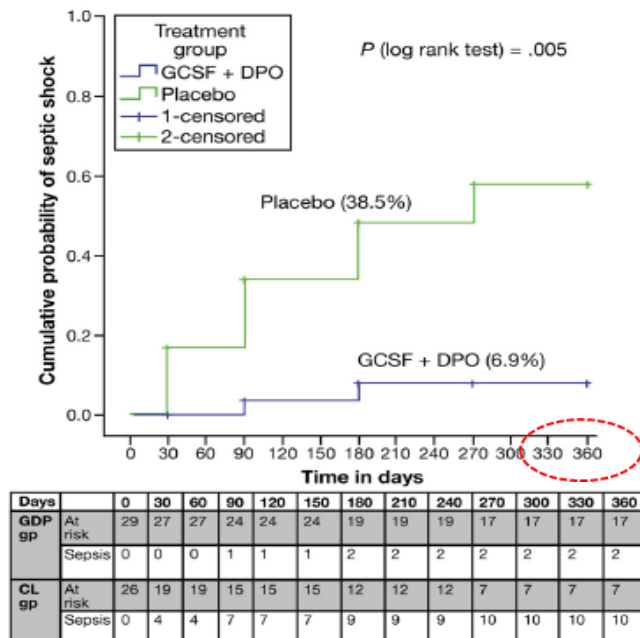 Treatment group
GCSF + DPO
Placebo
1-censored
2-censored
P (log rank test) = .005
Cumulative probability of septic shock
1.0
0.8
0.6
0.4
0.2
0.0
Placebo (38.5%)
GCSF + DPO (6.9%)
0 30 60 90 120 150 180 210 240 270 300 330 360
Time in days
Days 0 30 60 90 120 150 180 210 240 270 300 330 360
GDP gp At risk 29 27 27 24 24 24 19 19 19 17 17 17 17
Sepsis 0 0 0 1 1 1 2 2 2 2 2 2 2
CL gp At risk 26 19 19 15 15 15 12 12 12 7 7 7 7
Sepsis 0 4 4 7 7 7 9 9 9 10 10 10 10